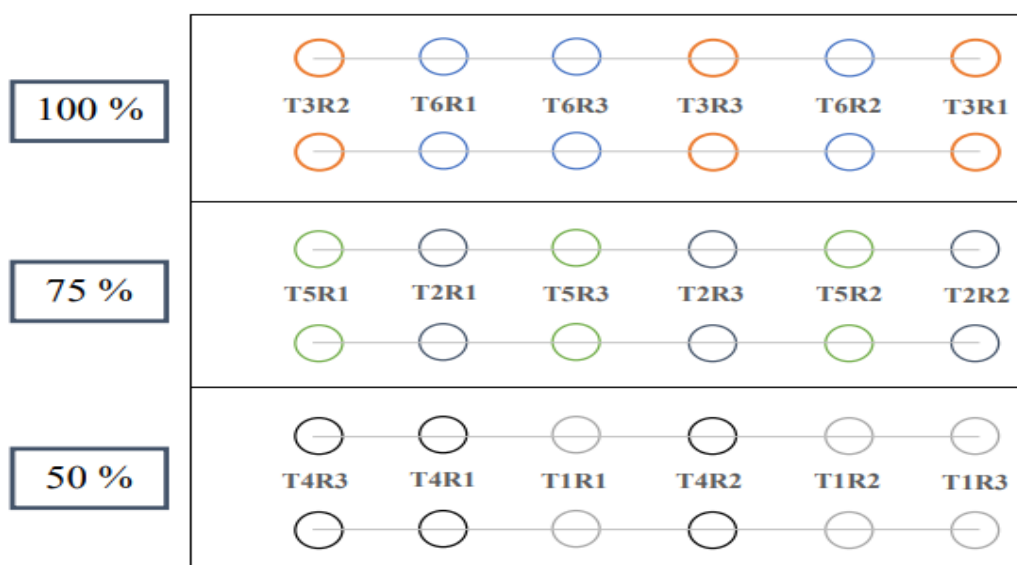 100 %
T3R2 T6R1 T6R3 T3R3 T6R2 T3R1
75 %
T5R1 T2R1 T5R3 T2R3 T5R2 T2R2
50 %
T4R3 T4R1 T1R1 T4R2 T1R2 T1R3